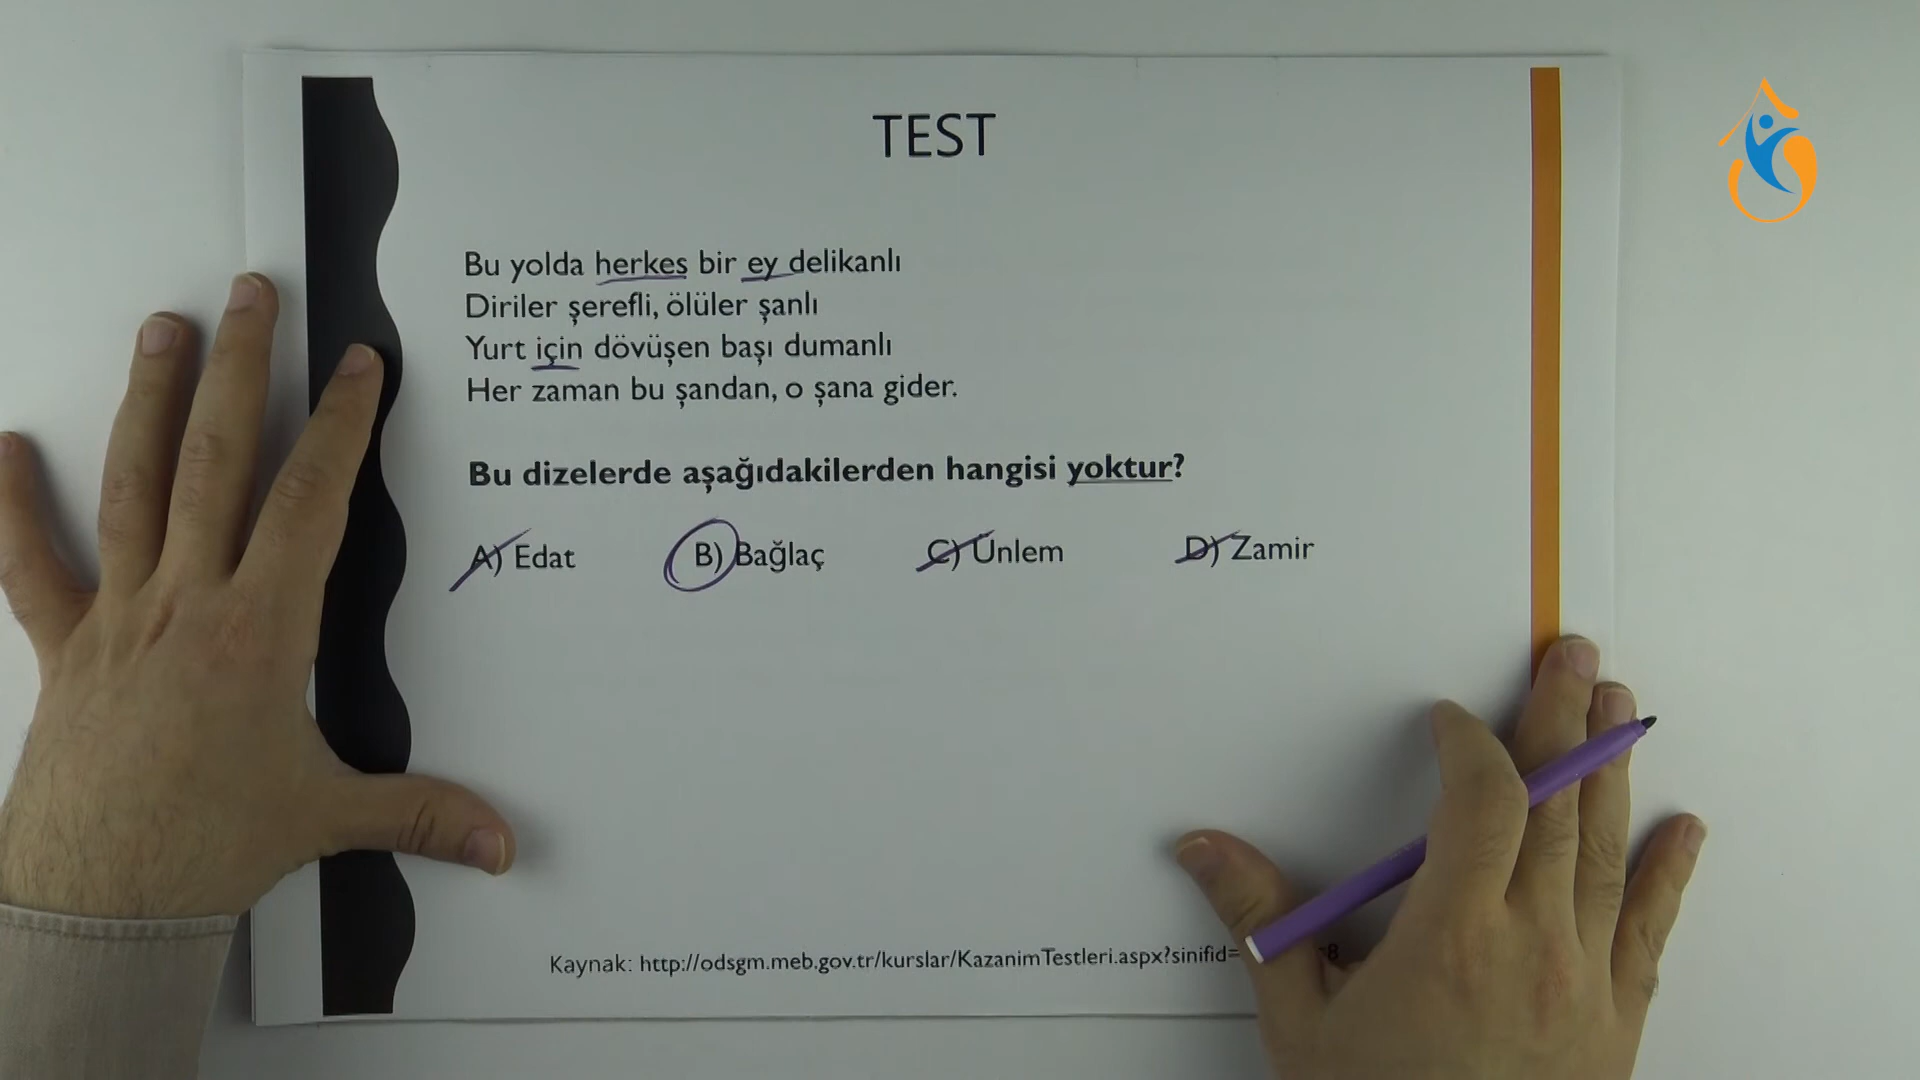 TEST
Bu yolda herkes bir ey delikanlı
Diriler şerefli, ölüler şanlı
Yurt için dövüşen başı dumanlı
Her zaman bu şandan, o şana gider.
Bu dizelerde aşağıdakilerden hangisi yoktur?
A) Edat B) Bağlaç C) Ünlem D) Zamir
Kaynak: http://odsgm.meb.gov.tr/kurslar/KazanimTestleri.aspx?sinifid=